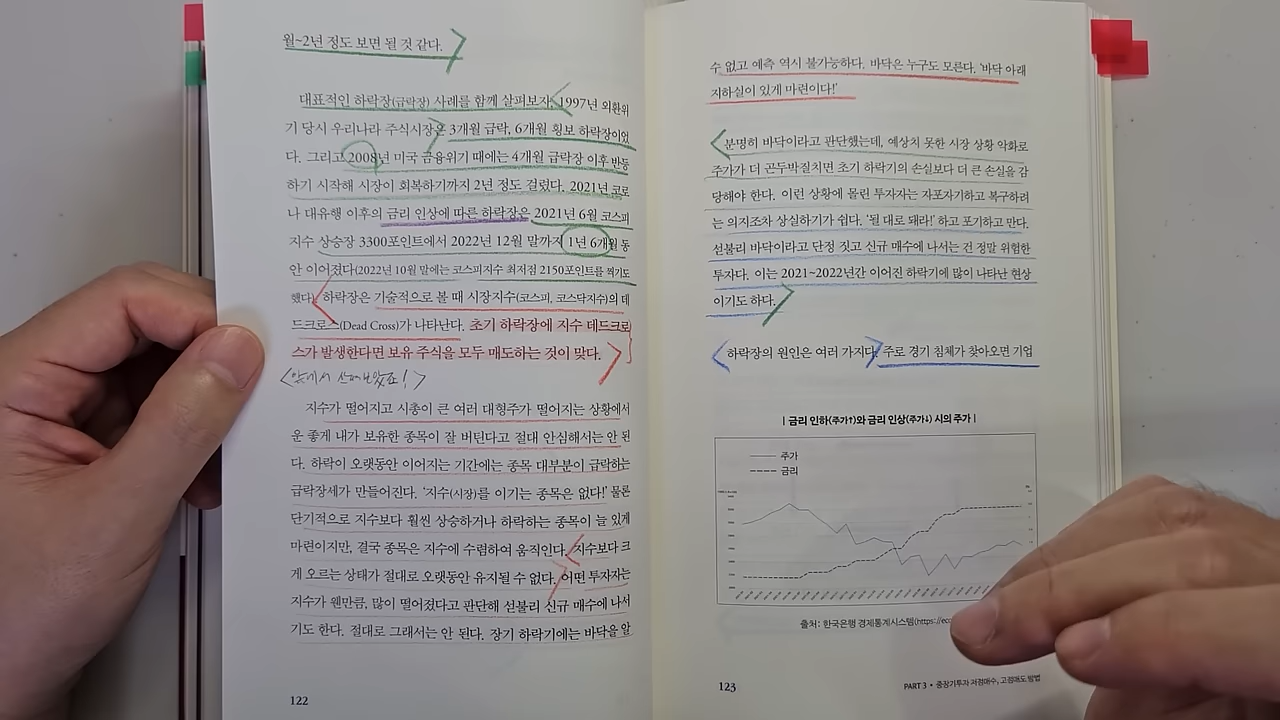 월~2년 정도 보면 될 것 같다.
대표적인 하락장(급락장) 사례를 함께 살펴보자. 1997년 외환위
기 당시 우리나라 주식시장은 3개월 급락, 6개월 횡보 하락장이었
다. 그리고 2008년 미국 금융위기 때에는 4개월 급락장 이후 반등
하기 시작해 시장이 회복하기까지 2년 정도 걸렸다. 2021년 코로
나 대유행 이후의 금리 인상에 따른 하락장은 2021년 6월 코스피
지수 상승장 3300포인트에서 2022년 12월 말까지 1년 6개월 동
안 이어졌다(2022년 10월 말에는 코스피지수 최저점 2150포인트를 찍기도
했다). 하락장은 기술적으로 볼 때 시장지수(코스피, 코스닥지수)의 데
드크로스(Dead Cross)가 나타난다. 초기 하락장에 지수 데드크로
스가 발생한다면 보유 주식을 모두 매도하는 것이 맞다.
<앞에서 살펴보았죠!>
지수가 떨어지고 시총이 큰 여러 대형주가 떨어지는 상황에서
운 좋게 내가 보유한 종목이 잘 버틴다고 절대 안심해서는 안 된
다. 하락이 오랫동안 이어지는 기간에는 종목 대부분이 급락하는
급락장세가 만들어진다. ‘지수(시장)를 이기는 종목은 없다!’ 물론
단기적으로 지수보다 훨씬 상승하거나 하락하는 종목이 늘 있게
마련이지만, 결국 종목은 지수에 수렴하여 움직인다. 지수보다 크
게 오르는 상태가 절대로 오랫동안 유지될 수 없다. 어떤 투자자는
지수가 웬만큼, 많이 떨어졌다고 판단해 섣불리 신규 매수에 나서
기도 한다. 절대로 그래서는 안 된다. 장기 하락기에는 바닥을 알
122
수 없고 예측 역시 불가능하다. 바닥은 누구도 모른다. ‘바닥 아래
지하실이 있게 마련이다!’
분명히 바닥이라고 판단했는데, 예상치 못한 시장 상황 악화로
주가가 더 곤두박질치면 초기 하락기의 손실보다 더 큰 손실을 감
당해야 한다. 이런 상황에 몰린 투자자는 자포자기하고 복구하려
는 의지조차 상실하기가 쉽다. ‘될 대로 돼라!’ 하고 포기하고 만다.
섣불리 바닥이라고 단정 짓고 신규 매수에 나서는 건 정말 위험한
투자다. 이는 2021~2022년간 이어진 하락기에 많이 나타난 현상
이기도 하다.
하락장의 원인은 여러 가지다. 주로 경기 침체가 찾아오면 기업
| 금리 인하(주가↑)와 금리 인상(주가↓) 시의 주가 |
주가
금리
출처: 한국은행 경제통계시스템(https://ec
123
PART 3 • 중장기투자 저점매수, 고점매도 방법